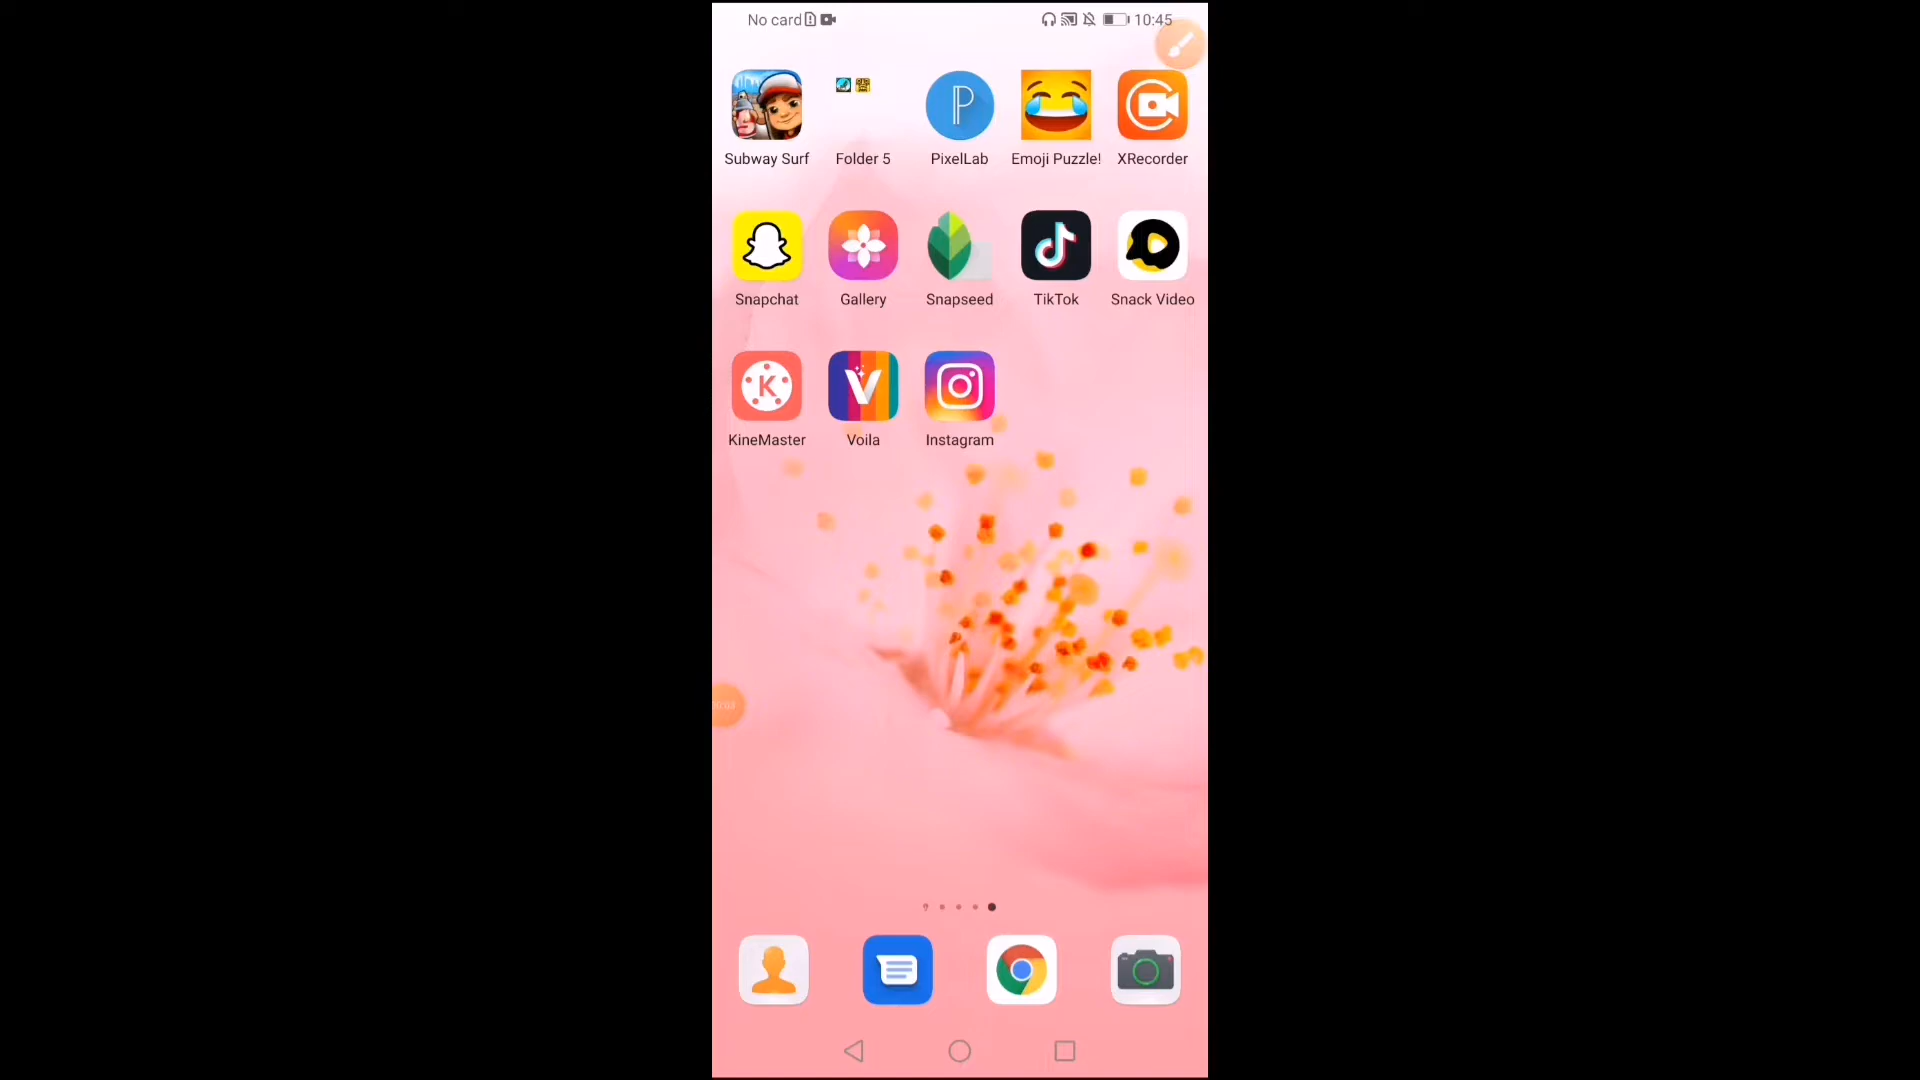 No card 10:45
Subway Surf Folder 5 PixelLab Emoji Puzzle! XRecorder
Snapchat Gallery Snapseed TikTok Snack Video
KineMaster Voila Instagram